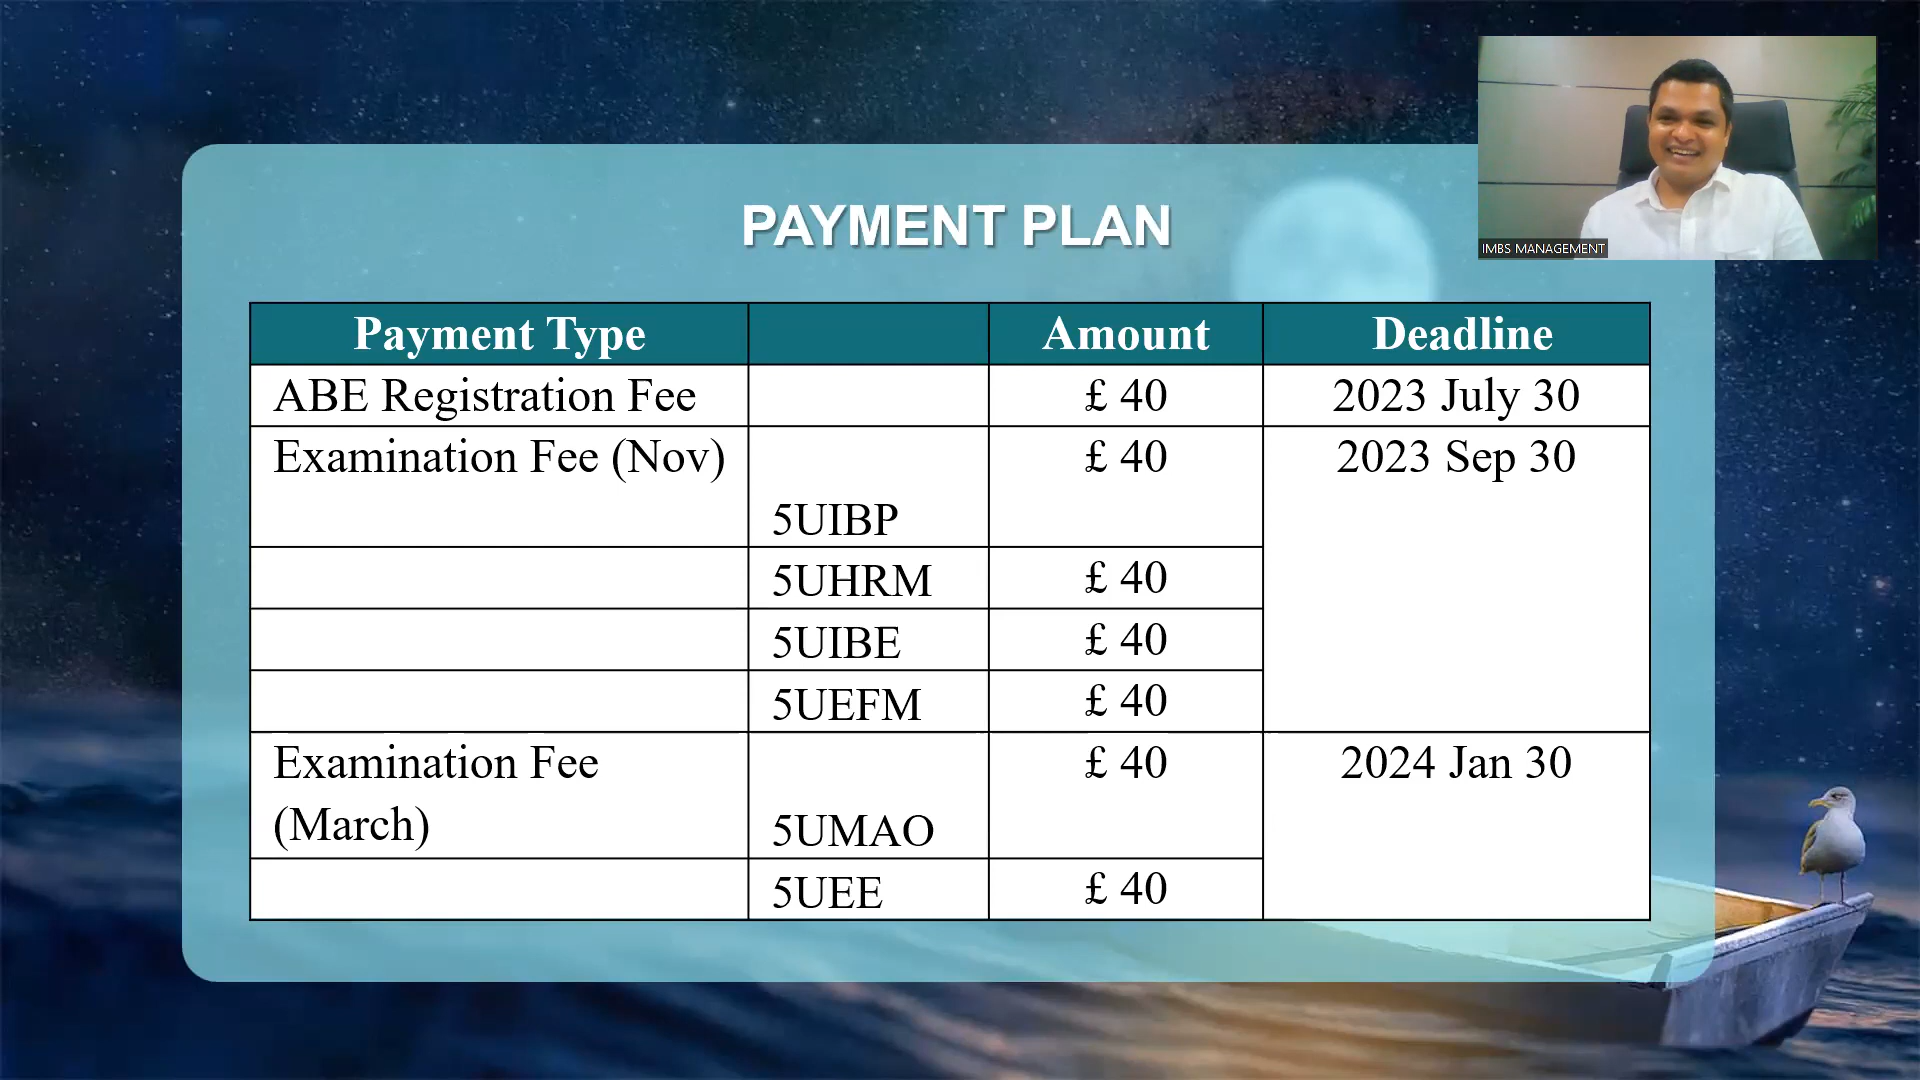 IMBS MANAGEMENT
PAYMENT PLAN
Payment Type Amount Deadline
ABE Registration Fee £ 40 2023 July 30
Examination Fee (Nov) £ 40 2023 Sep 30
5UIBP
5UHRM £ 40
5UIBE £ 40
5UEFM £ 40
Examination Fee £ 40 2024 Jan 30
(March) 5UMAO
5UEE £ 40